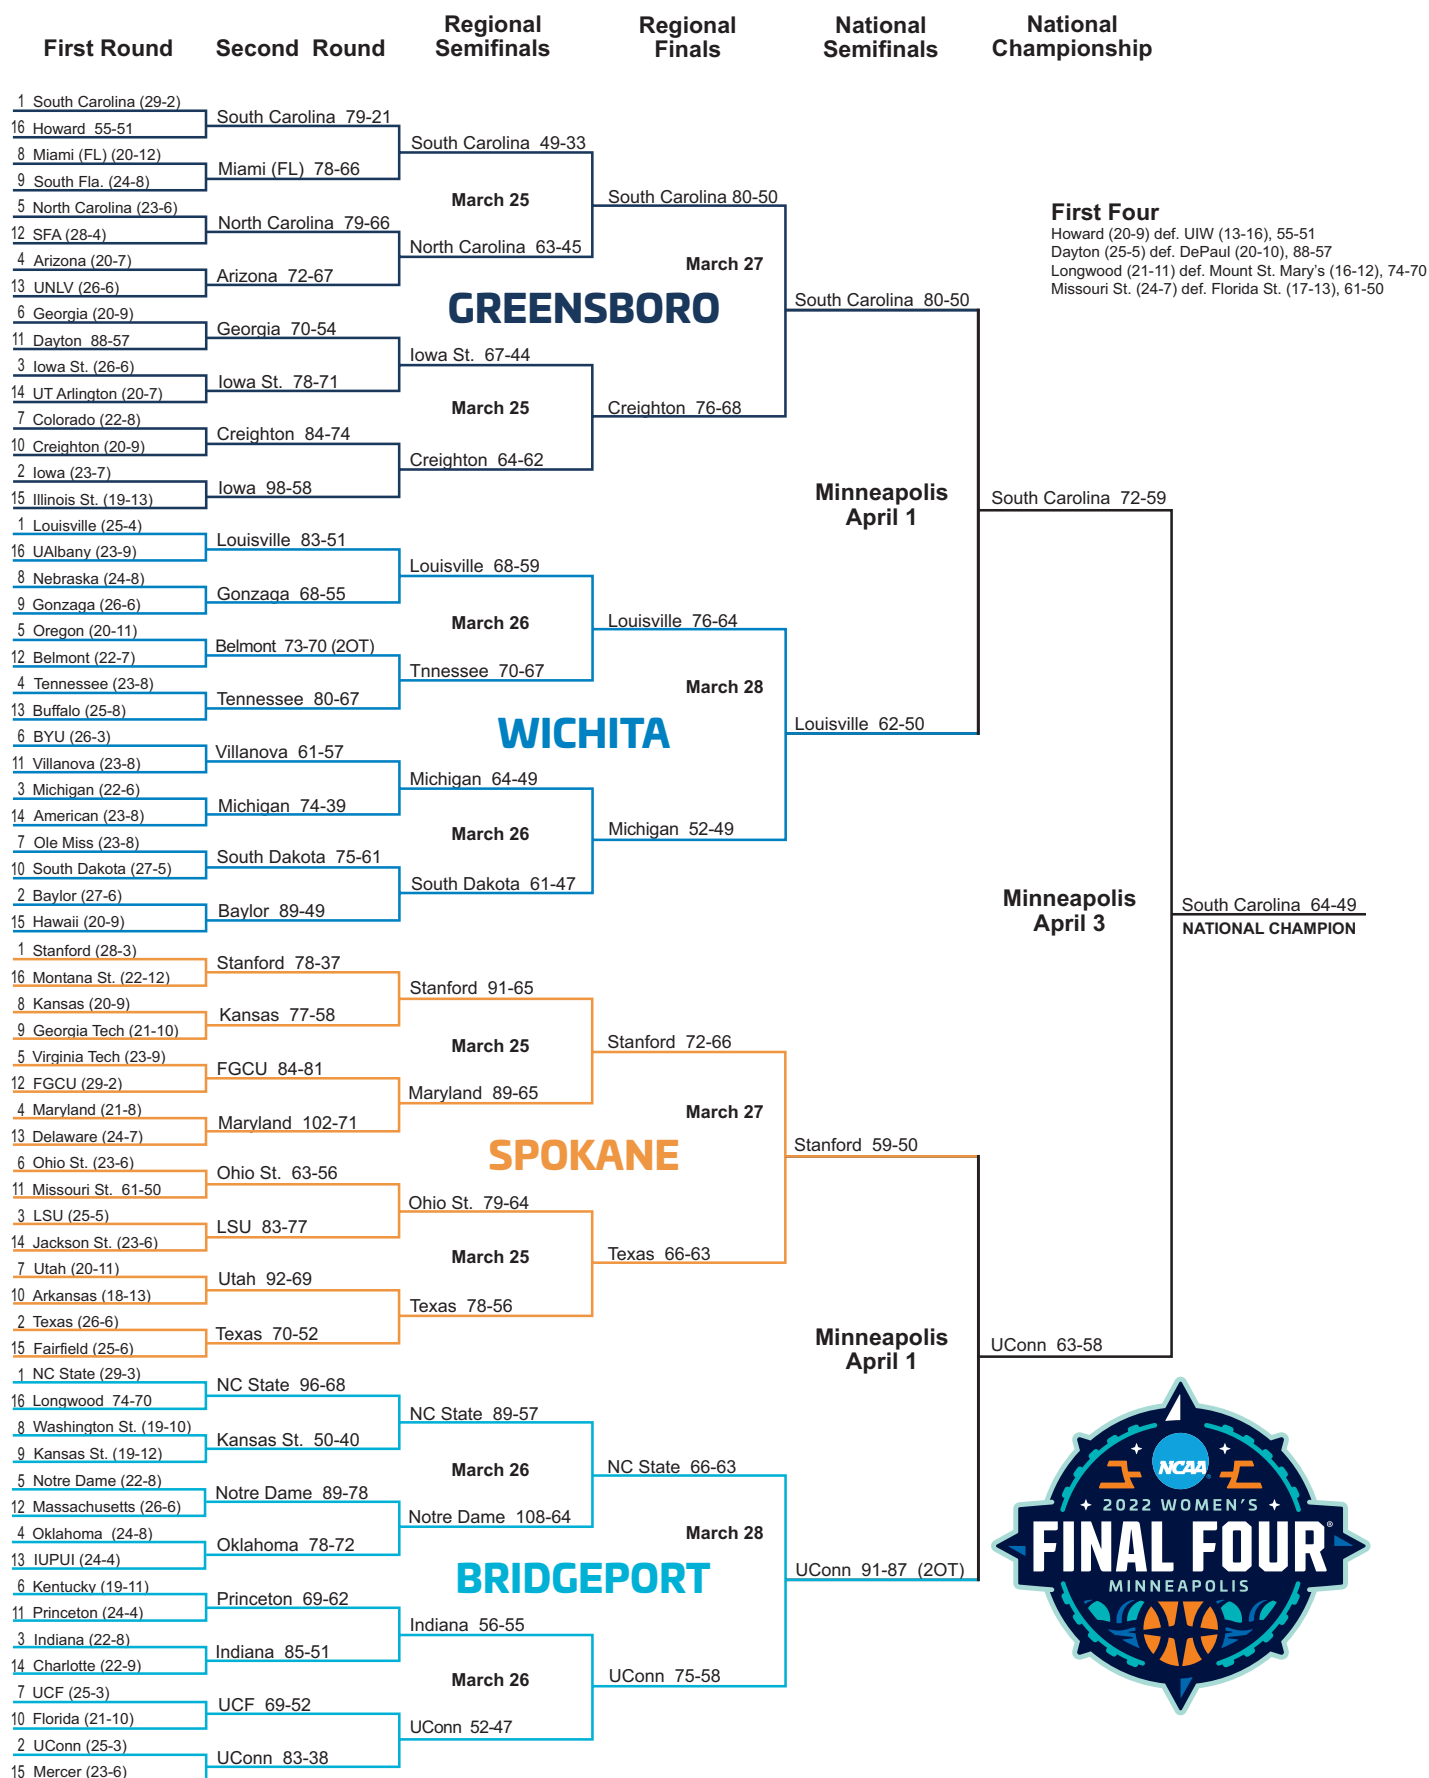 First Round
Second Round
Regional
Semifinals
Regional
Finals
National
Semifinals
National
Championship
1 South Carolina (29-2)
16 Howard 55-51
8 Miami (FL) (20-12)
9 South Fla. (24-8)
5 North Carolina (23-6)
12 SFA (28-4)
4 Arizona (20-7)
13 UNLV (26-6)
6 Georgia (20-9)
11 Dayton 88-57
3 Iowa St. (26-6)
14 UT Arlington (20-7)
7 Colorado (22-8)
10 Creighton (20-9)
2 Iowa (23-7)
15 Illinois St. (19-13)
South Carolina 79-21
Miami (FL) 78-66
North Carolina 79-66
Arizona 72-67
Georgia 70-54
Iowa St. 78-71
Creighton 84-74
Iowa 98-58
South Carolina 49-33
March 25
North Carolina 63-45
GREENSBORO
Iowa St. 67-44
March 25
Creighton 64-62
South Carolina 80-50
March 27
Creighton 76-68
South Carolina 80-50
First Four
Howard (20-9) def. UIW (13-16), 55-51
Dayton (25-5) def. DePaul (20-10), 88-57
Longwood (21-11) def. Mount St. Mary's (16-12), 74-70
Missouri St. (24-7) def. Florida St. (17-13), 61-50
1 Louisville (25-4)
16 UAlbany (23-9)
8 Nebraska (24-8)
9 Gonzaga (26-6)
5 Oregon (20-11)
12 Belmont (22-7)
4 Tennessee (23-8)
13 Buffalo (25-8)
6 BYU (26-3)
11 Villanova (23-8)
3 Michigan (22-6)
14 American (23-8)
7 Ole Miss (23-8)
10 South Dakota (27-5)
2 Baylor (27-6)
15 Hawaii (20-9)
Louisville 83-51
Gonzaga 68-55
Belmont 73-70 (2OT)
Tennessee 80-67
Villanova 61-57
Michigan 74-39
South Dakota 75-61
Baylor 89-49
Louisville 68-59
March 26
Tnnessee 70-67
WICHITA
Michigan 64-49
March 26
South Dakota 61-47
Louisville 76-64
March 28
Michigan 52-49
Louisville 62-50
Minneapolis
April 1
South Carolina 72-59
1 Stanford (28-3)
16 Montana St. (22-12)
8 Kansas (20-9)
9 Georgia Tech (21-10)
5 Virginia Tech (23-9)
12 FGCU (29-2)
4 Maryland (21-8)
13 Delaware (24-7)
6 Ohio St. (23-6)
11 Missouri St. 61-50
3 LSU (25-5)
14 Jackson St. (23-6)
7 Utah (20-11)
10 Arkansas (18-13)
2 Texas (26-6)
15 Fairfield (25-6)
Stanford 78-37
Kansas 77-58
FGCU 84-81
Maryland 102-71
Ohio St. 63-56
LSU 83-77
Utah 92-69
Texas 70-52
Stanford 91-65
March 25
Maryland 89-65
SPOKANE
Ohio St. 79-64
March 25
Texas 78-56
Stanford 72-66
March 27
Texas 66-63
Stanford 59-50
Minneapolis
April 3
South Carolina 64-49
NATIONAL CHAMPION
1 NC State (29-3)
16 Longwood 74-70
8 Washington St. (19-10)
9 Kansas St. (19-12)
5 Notre Dame (22-8)
12 Massachusetts (26-6)
4 Oklahoma (24-8)
13 IUPUI (24-4)
6 Kentucky (19-11)
11 Princeton (24-4)
3 Indiana (22-8)
14 Charlotte (22-9)
7 UCF (25-3)
10 Florida (21-10)
2 UConn (25-3)
15 Mercer (23-6)
NC State 96-68
Kansas St. 50-40
Notre Dame 89-78
Oklahoma 78-72
Princeton 69-62
Indiana 85-51
UCF 69-52
UConn 83-38
NC State 89-57
March 26
Notre Dame 108-64
BRIDGEPORT
Indiana 56-55
March 26
UConn 52-47
NC State 66-63
March 28
UConn 75-58
UConn 91-87 (2OT)
Minneapolis
April 1
UConn 63-58
NCAA
2022 WOMEN'S
FINAL FOUR®
MINNEAPOLIS